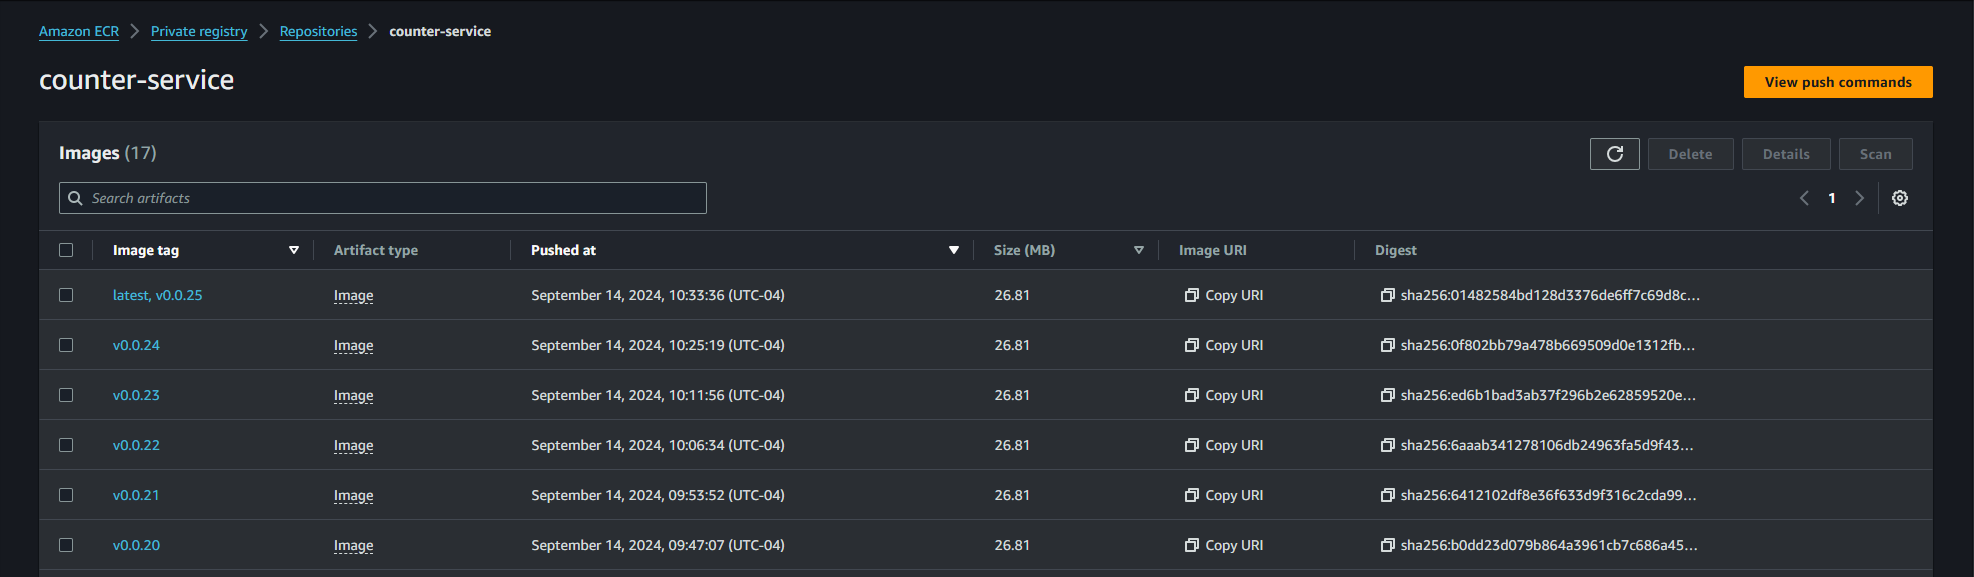 Amazon ECR > Private registry > Repositories > counter-service
counter-service
View push commands
Images (17)
Delete Details Scan
Search artifacts
1
Image tag Artifact type Pushed at Size (MB) Image URI Digest
latest, v0.0.25 Image September 14, 2024, 10:33:36 (UTC-04) 26.81 Copy URI sha256:01482584bd128d3376de6ff7c69d8c...
v0.0.24 Image September 14, 2024, 10:25:19 (UTC-04) 26.81 Copy URI sha256:0f802bb79a478b669509d0e1312fb...
v0.0.23 Image September 14, 2024, 10:11:56 (UTC-04) 26.81 Copy URI sha256:ed6b1bad3ab37f296b2e62859520e...
v0.0.22 Image September 14, 2024, 10:06:34 (UTC-04) 26.81 Copy URI sha256:6aaab341278106db24963fa5d9f43...
v0.0.21 Image September 14, 2024, 09:53:52 (UTC-04) 26.81 Copy URI sha256:6412102df8e36f633d9f316c2cda99...
v0.0.20 Image September 14, 2024, 09:47:07 (UTC-04) 26.81 Copy URI sha256:b0dd23d079b864a3961cb7c686a45...